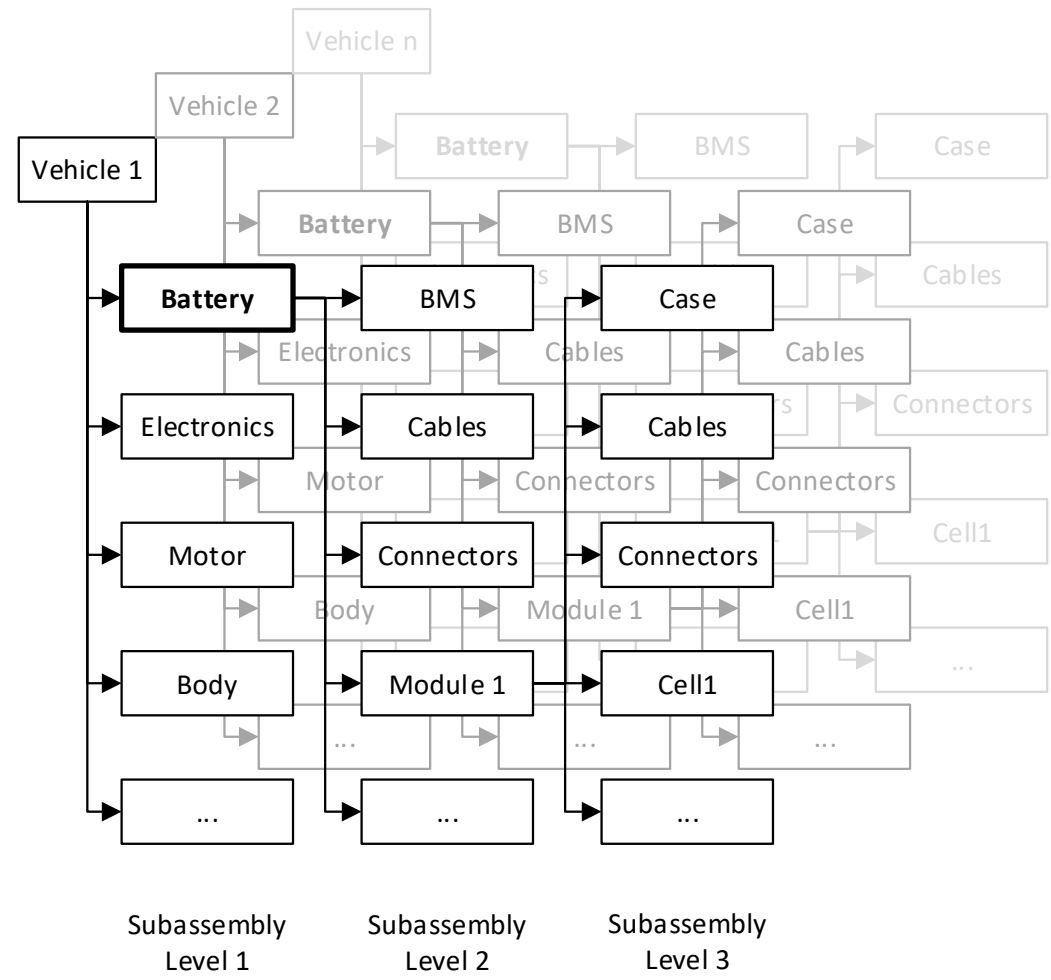 Vehicle n
Vehicle 2
Battery
BMS
Case
Vehicle 1
Battery
BMS
Case
Cables
Battery
BMS
Case
Electronics
Cables
Cables
Connectors
Electronics
Cables
Cables
Motor
Connectors
Connectors
Cell1
Motor
Connectors
Connectors
Body
Module 1
Cell1
...
Body
Module 1
Cell1
...
...
...
...
...
...
Subassembly
Level 1
Subassembly
Level 2
Subassembly
Level 3